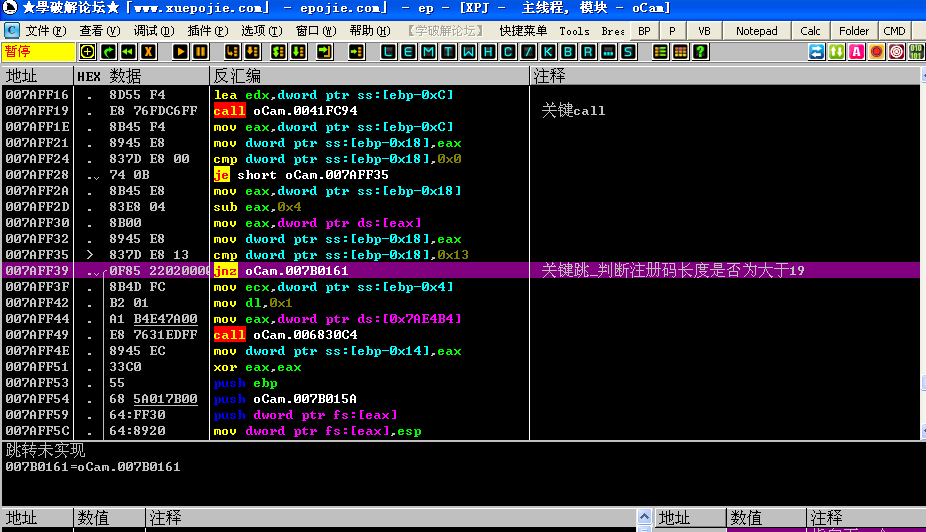 ★學破解论坛★ 「www.xuepojie.com」 - epojie.com」 - ep - [XPJ - 主线程, 模块 - oCam]
C 文件(F) 查看(V) 调试(D) 插件(P) 选项(T) 窗口(W) 帮助(H) 【学破解论坛】 快捷菜单 Tools Bres BP P VB Notepad Calc Folder CMD
暂停 X L E M T W H C / K B R ... S ? A
地址 HEX 数据 反汇编 注释
007AFF16 . 8D55 F4 lea edx,dword ptr ss:[ebp-0xC]
007AFF19 . E8 76FDC6FF call oCam.0041FC94 关键call
007AFF1E . 8B45 F4 mov eax,dword ptr ss:[ebp-0xC]
007AFF21 . 8945 E8 mov dword ptr ss:[ebp-0x18],eax
007AFF24 . 837D E8 00 cmp dword ptr ss:[ebp-0x18],0x0
007AFF28 . 74 0B je short oCam.007AFF35
007AFF2A . 8B45 E8 mov eax,dword ptr ss:[ebp-0x18]
007AFF2D . 83E8 04 sub eax,0x4
007AFF30 . 8B00 mov eax,dword ptr ds:[eax]
007AFF32 . 8945 E8 mov dword ptr ss:[ebp-0x18],eax
007AFF35 > 837D E8 13 cmp dword ptr ss:[ebp-0x18],0x13
007AFF39 . 0F85 22020000 jnz oCam.007B0161 关键跳_判断注册码长度是否为大于19
007AFF3F . 8B4D FC mov ecx,dword ptr ss:[ebp-0x4]
007AFF42 . B2 01 mov dl,0x1
007AFF44 . A1 B4E47A00 mov eax,dword ptr ds:[0x7AE4B4]
007AFF49 . E8 7631EDFF call oCam.006830C4
007AFF4E . 8945 EC mov dword ptr ss:[ebp-0x14],eax
007AFF51 . 33C0 xor eax,eax
007AFF53 . 55 push ebp
007AFF54 . 68 5A017B00 push oCam.007B015A
007AFF59 . 64:FF30 push dword ptr fs:[eax]
007AFF5C . 64:8920 mov dword ptr fs:[eax],esp
跳转未实现
007B0161=oCam.007B0161
地址 数值 注释 地址 数值 注释